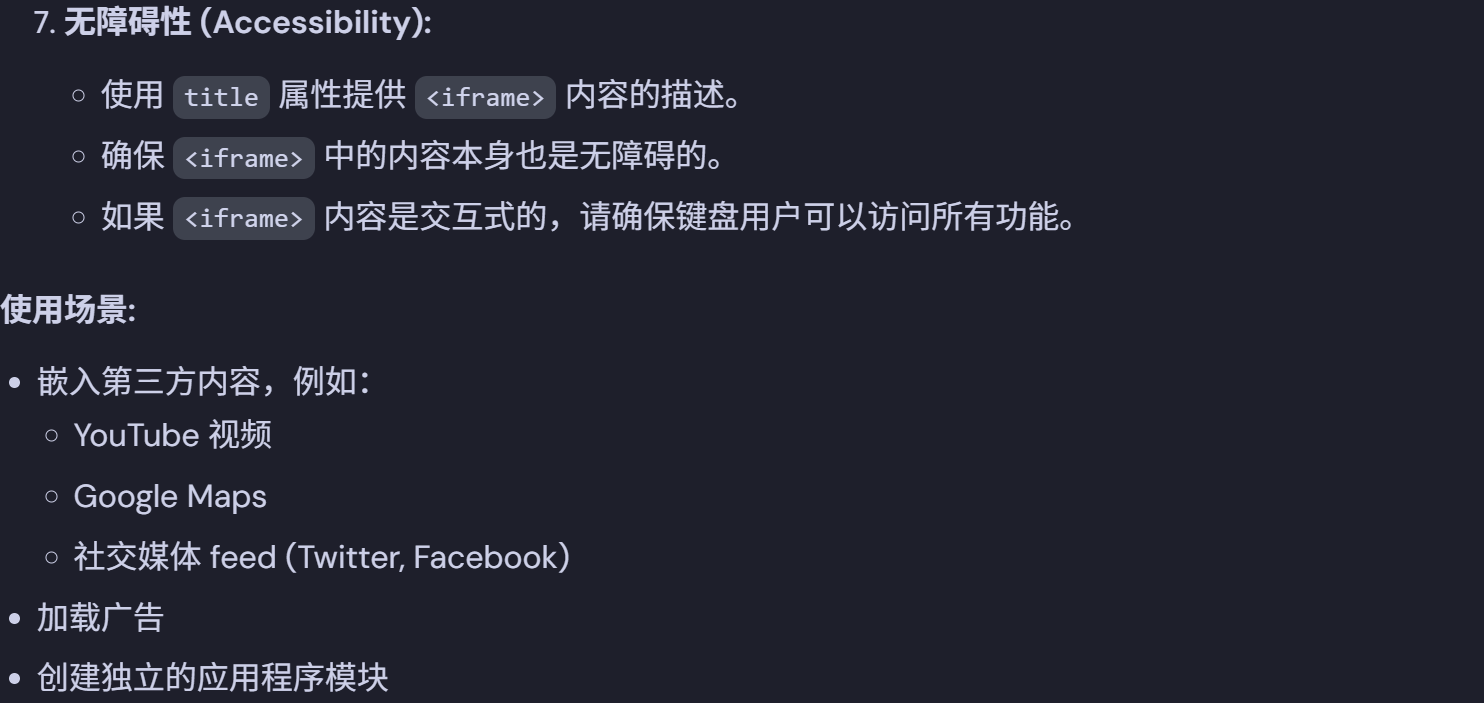 7. 无障碍性 (Accessibility):
使用 title 属性提供 <iframe> 内容的描述。
确保 <iframe> 中的内容本身也是无障碍的。
如果 <iframe> 内容是交互式的，请确保键盘用户可以访问所有功能。
使用场景:
嵌入第三方内容，例如：
YouTube 视频
Google Maps
社交媒体 feed (Twitter, Facebook)
加载广告
创建独立的应用程序模块